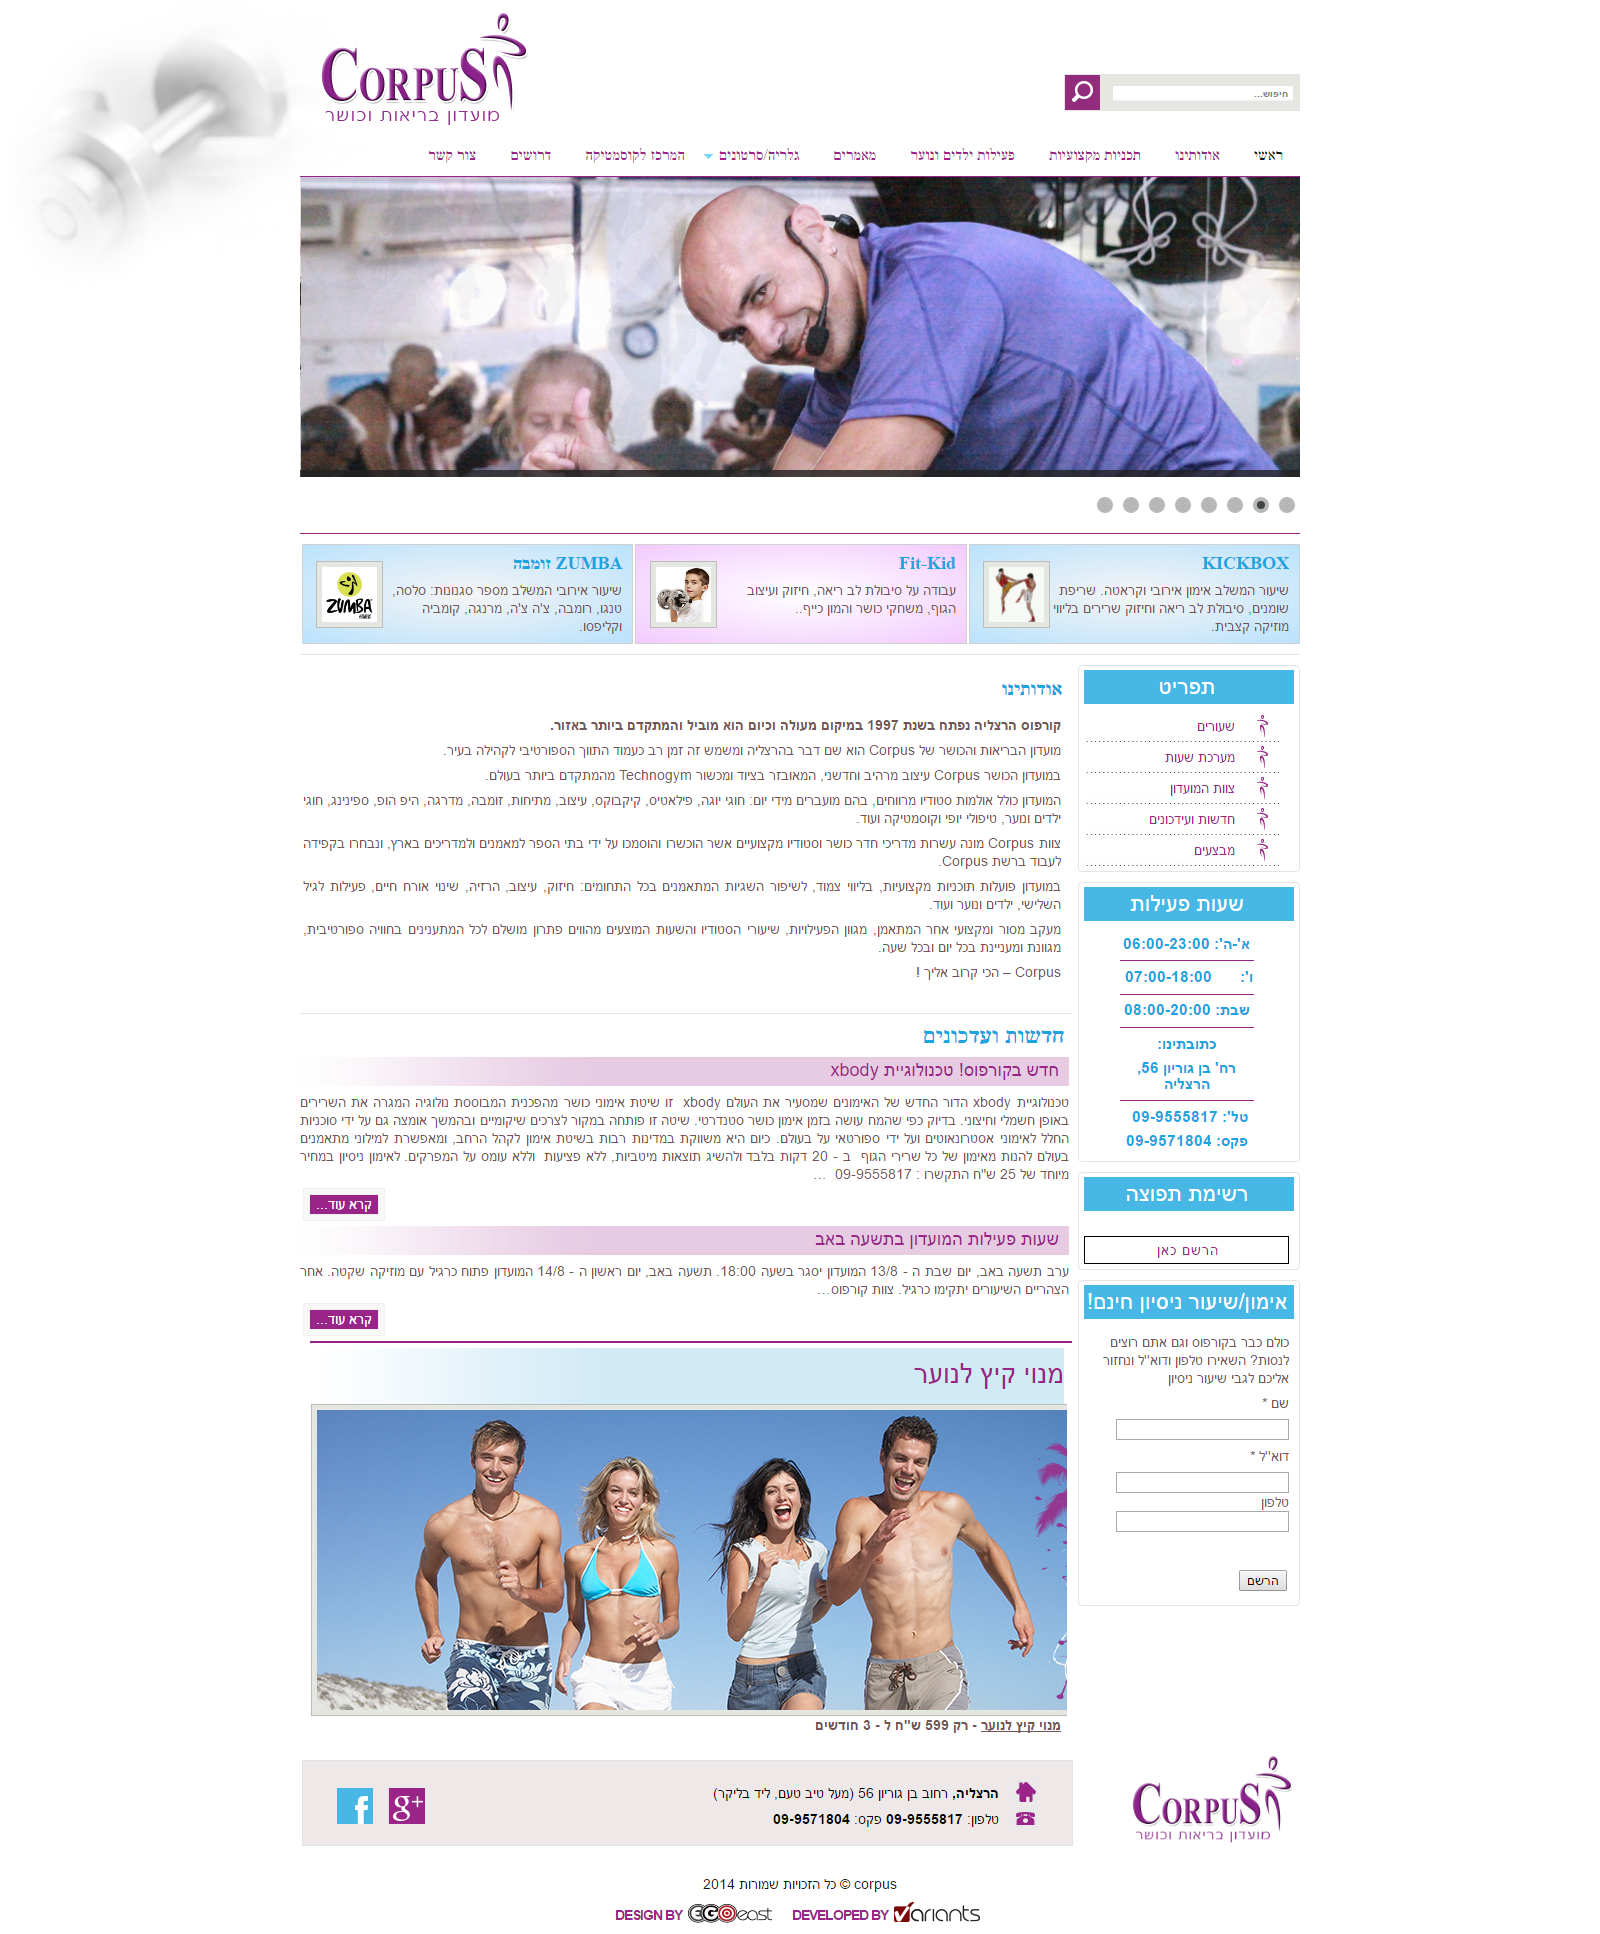 CORPUS
מועדון בריאות וכושר
חיפוש...
ראשי אודותינו תכניות מקצועיות פעילות ילדים ונוער מאמרים גלריה/סרטונים המרכז לקוסמטיקה דרושים צור קשר
KICKBOX
שיעור המשלב אימון אירובי וקראטה. שריפת
שומנים, סיבולת לב ריאה וחיזוק שרירים בליווי
מוזיקה קצבית.
Fit-Kid
עבודה על סיבולת לב ריאה, חיזוק ועיצוב
הגוף, משחקי כושר והמון כייף..
ZUMBA זומבה
שיעור אירובי המשלב מספר סגנונות: סלסה,
טנגו, רומבה, צ'ה צ'ה, מרנגה, קומביה
וקליפסו.
ZUMBA
תפריט
שעורים
מערכת שעות
צוות המועדון
חדשות ועידכונים
מבצעים
שעות פעילות
א'-ה': 06:00-23:00
ו': 07:00-18:00
שבת: 08:00-20:00
כתובתינו:
רח' בן גוריון 56,
הרצליה
טל': 09-9555817
פקס: 09-9571804
רשימת תפוצה
הרשם כאן
אימון/שיעור ניסיון חינם!
כולם כבר בקורפוס וגם אתם רוצים
לנסות? השאירו טלפון ודוא"ל ונחזור
אליכם לגבי שיעור ניסיון
שם *
דוא"ל *
טלפון
הרשם
אודותינו
קורפוס הרצליה נפתח בשנת 1997 במיקום מעולה וכיום הוא מוביל והמתקדם ביותר באזור.
מועדון הבריאות והכושר של Corpus הוא שם דבר בהרצליה ומשמש זה זמן רב כעמוד התווך הספורטיבי לקהילה בעיר.
במועדון הכושר Corpus עיצוב מרהיב וחדשני, המאובזר בציוד ומכשור Technogym מהמתקדם ביותר בעולם.
המועדון כולל אולמות סטודיו מרווחים, בהם מועברים מידי יום: חוגי יוגה, פילאטיס, קיקבוקס, עיצוב, מתיחות, זומבה, מדרגה, היפ הופ, ספינינג, חוגי
ילדים ונוער, טיפולי יופי וקוסמטיקה ועוד.
צוות Corpus מונה עשרות מדריכי חדר כושר וסטודיו מקצועיים אשר הוכשרו והוסמכו על ידי בתי הספר למאמנים ולמדריכים בארץ, ונבחרו בקפידה
לעבוד ברשת Corpus.
במועדון פועלות תוכניות מקצועיות, בליווי צמוד, לשיפור השגיות המתאמנים בכל התחומים: חיזוק, עיצוב, הרזיה, שינוי אורח חיים, פעילות לגיל
השלישי, ילדים ונוער ועוד.
מעקב מסור ומקצועי אחר המתאמן, מגוון הפעילויות, שיעורי הסטודיו והשעות המוצעים מהווים פתרון מושלם לכל המתענינים בחוויה ספורטיבית,
מגוונת ומעניינת בכל יום ובכל שעה.
Corpus – הכי קרוב אליך !
חדשות ועדכונים
חדש בקורפוס! טכנולוגיית xbody
טכנולוגיית xbody הדור החדש של האימונים שמסעיר את העולם xbody זו שיטת אימוני כושר מהפכנית המבוססת נולוגיה המגרה את השרירים
באופן חשמלי וחיצוני. בדיוק כפי שהמח עושה בזמן אימון כושר סטנדרטי. שיטה זו פותחה במקור לצרכים שיקומיים ובהמשך אומצה גם על ידי סוכניות
החלל לאימוני אסטרונאוטים ועל ידי ספורטאי על בעולם. כיום היא משווקת במדינות רבות בשיטת אימון לקהל הרחב, ומאפשרת למילוני מתאמנים
בעולם להנות מאימון של כל שרירי הגוף ב - 20 דקות בלבד ולהשיג תוצאות מיטביות, ללא פציעות וללא עומס על המפרקים. לאימון ניסיון במחיר
מיוחד של 25 ש"ח התקשרו : 09-9555817 ...
קרא עוד...
שעות פעילות המועדון בתשעה באב
ערב תשעה באב, יום שבת ה - 13/8 המועדון יסגר בשעה 18:00. תשעה באב, יום ראשון ה - 14/8 המועדון פתוח כרגיל עם מוזיקה שקטה. אחר
הצהריים השיעורים יתקימו כרגיל. צוות קורפוס...
קרא עוד...
מנוי קיץ לנוער
מנוי קיץ לנוער - רק 599 ש"ח ל - 3 חודשים
CORPUS
מועדון בריאות וכושר
הרצליה, רחוב בן גוריון 56 (מעל טיב טעם, ליד בליקר)
טלפון: 09-9555817 פקס: 09-9571804
g+ f
corpus © כל הזכויות שמורות 2014
DESIGN BY EGOeast DEVELOPED BY Variants